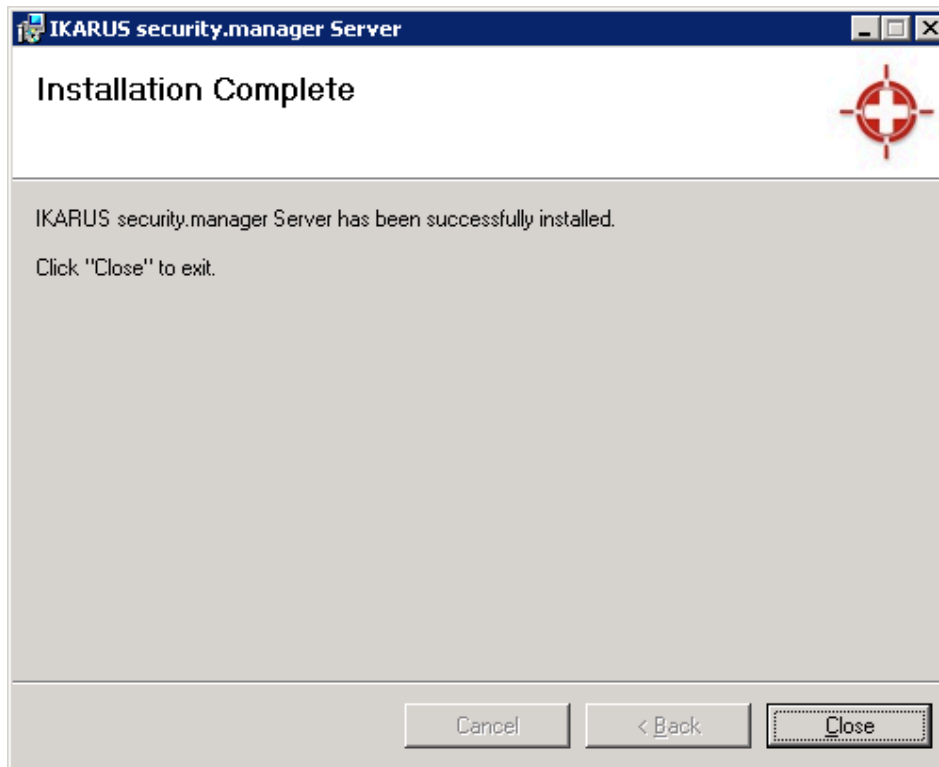 IKARUS security.manager Server
Installation Complete
IKARUS security.manager Server has been successfully installed.
Click "Close" to exit.
Cancel
< Back
Close